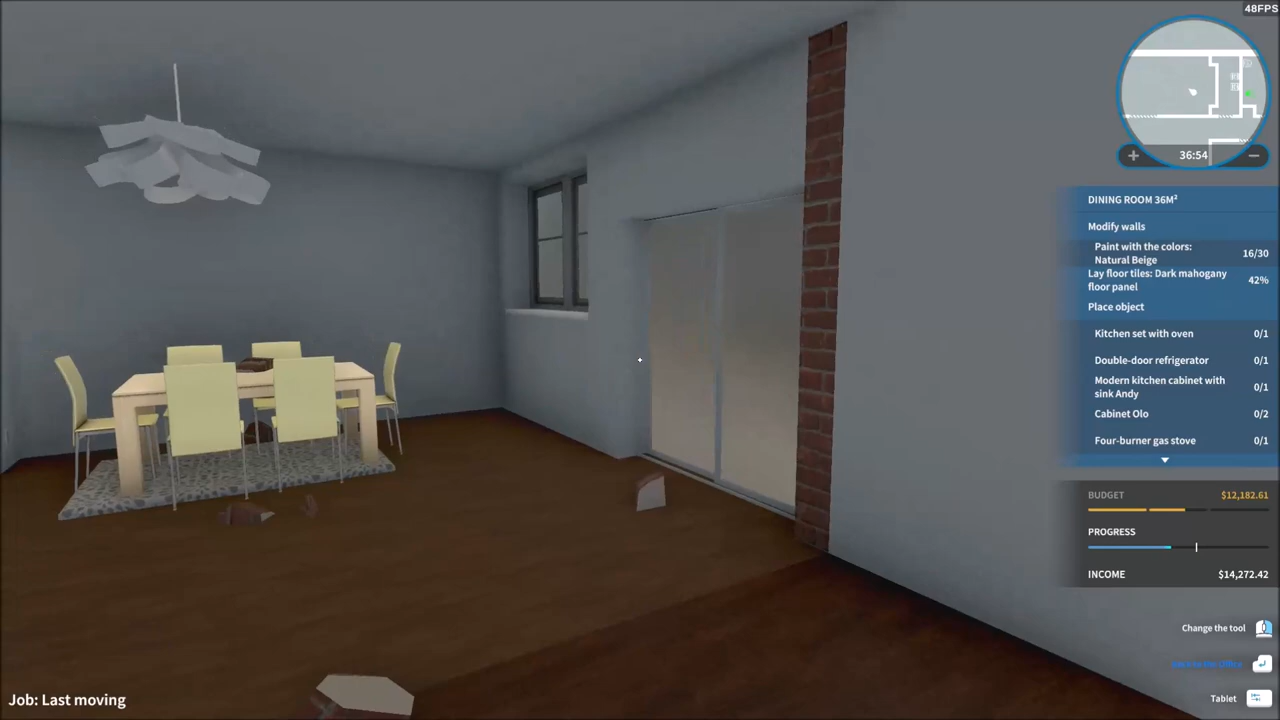 48FPS
36:54
DINING ROOM 36M²
Modify walls
Paint with the colors:
Natural Beige 16/30
Lay floor tiles: Dark mahogany
floor panel 42%
Place object
Kitchen set with oven 0/1
Double-door refrigerator 0/1
Modern kitchen cabinet with
sink Andy 0/1
Cabinet Olo 0/2
Four-burner gas stove 0/1
BUDGET $12,182.61
PROGRESS
INCOME $14,272.42
Change the tool
Tablet
Job: Last moving